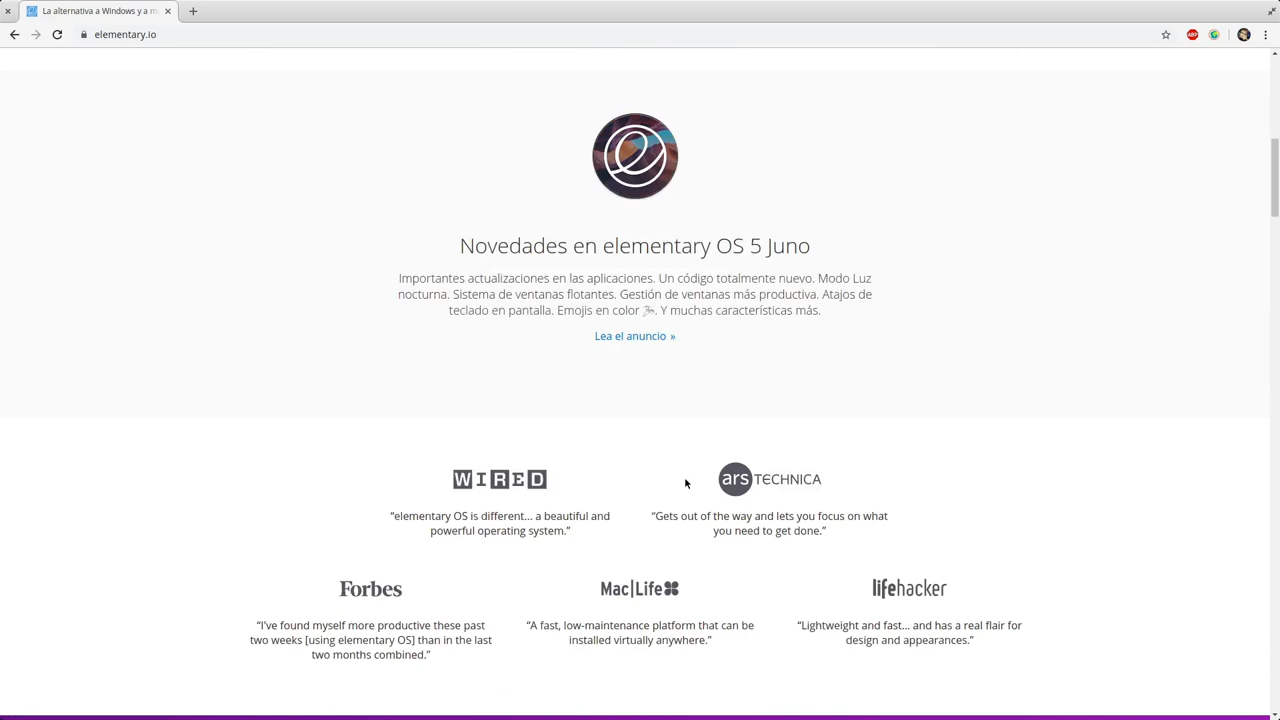 La alternativa a Windows y a m
elementary.io
ABP
Novedades en elementary OS 5 Juno
Importantes actualizaciones en las aplicaciones. Un código totalmente nuevo. Modo Luz
nocturna. Sistema de ventanas flotantes. Gestión de ventanas más productiva. Atajos de
teclado en pantalla. Emojis en color. Y muchas características más.
Lea el anuncio »
WIRED
ars TECHNICA
“elementary OS is different… a beautiful and
powerful operating system.”
“Gets out of the way and lets you focus on what
you need to get done.”
Forbes
Mac|Life
lifehacker
“I've found myself more productive these past
two weeks [using elementary OS] than in the last
two months combined.”
“A fast, low-maintenance platform that can be
installed virtually anywhere.”
“Lightweight and fast… and has a real flair for
design and appearances.”